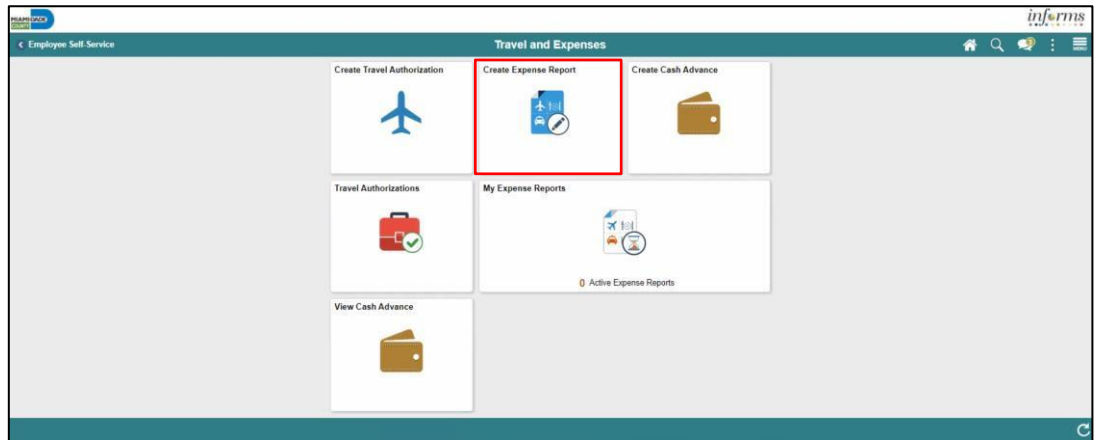 MIAMI-DADE
COUNTY
informs
Employee Self-Service
Travel and Expenses
MENU
Create Travel Authorization
Create Expense Report
Create Cash Advance
Travel Authorizations
My Expense Reports
0 Active Expense Reports
View Cash Advance